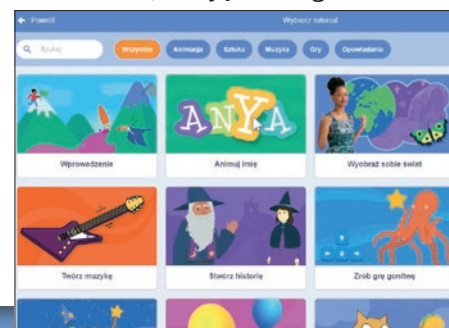 Powrót
Wybierz tutorial
Szukaj
Wszystko
Animacja
Sztuka
Muzyka
Gry
Opowiadania
ANYA
Wprowadzenie
Animuj imię
Wyobraź sobie świat
Twórz muzykę
Stwórz historię
Zrób grę gonitwę